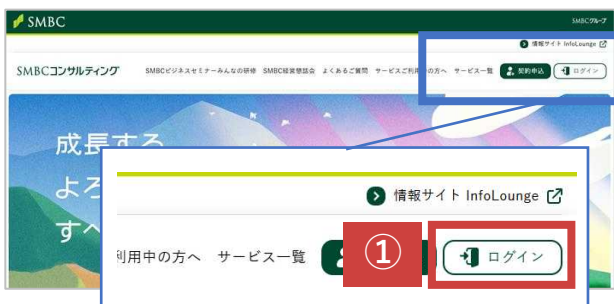 SMBC
SMBCグループ
情報サイト InfoLounge
SMBCコンサルティング
SMBCビジネスセミナーみんなの研修 SMBC経営懇話会 よくあるご質問 サービスご利用中の方へ サービス一覧 契約申込 ログイン
成長する
よろ
すべ
情報サイト InfoLounge
利用中の方へ サービス一覧
①
ログイン